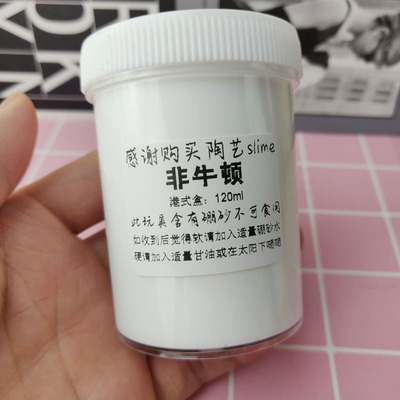 感谢购买陶艺slime
非牛顿
港式盒：120ml
此玩具含有硼砂不可食用
如收到后觉得软请加入适量硼砂水
硬请加入适量甘油或在太阳下晒晒